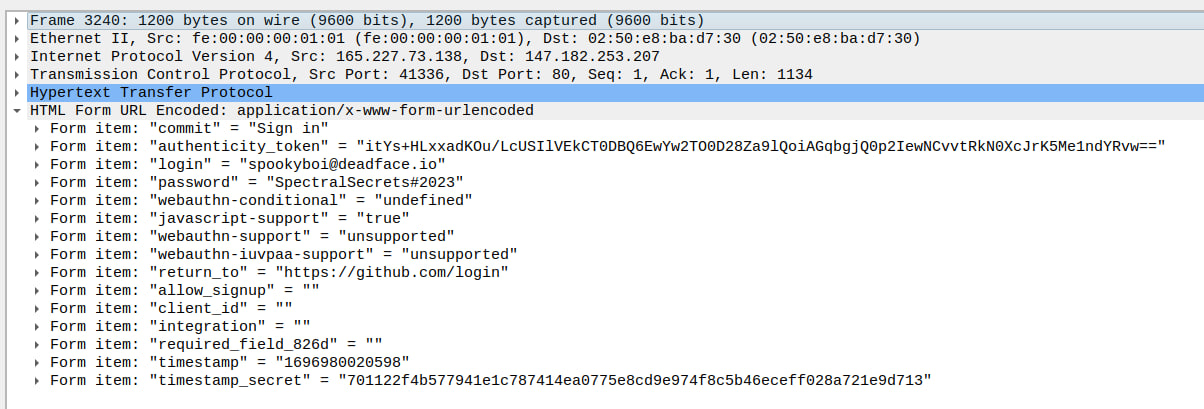 Frame 3240: 1200 bytes on wire (9600 bits), 1200 bytes captured (9600 bits)
Ethernet II, Src: fe:00:00:00:01:01 (fe:00:00:00:01:01), Dst: 02:50:e8:ba:d7:30 (02:50:e8:ba:d7:30)
Internet Protocol Version 4, Src: 165.227.73.138, Dst: 147.182.253.207
Transmission Control Protocol, Src Port: 41336, Dst Port: 80, Seq: 1, Ack: 1, Len: 1134
Hypertext Transfer Protocol
HTML Form URL Encoded: application/x-www-form-urlencoded
Form item: "commit" = "Sign in"
Form item: "authenticity_token" = "itYs+HLxxadKOu/LcUSIlVEkCT0DBQ6EwYw2TO0D28Za9lQoiAGqbgjQ0p2IewNCvvtRkN0XcJrK5Me1ndYRvw=="
Form item: "login" = "spookyboi@deadface.io"
Form item: "password" = "SpectralSecrets#2023"
Form item: "webauthn-conditional" = "undefined"
Form item: "javascript-support" = "true"
Form item: "webauthn-support" = "unsupported"
Form item: "webauthn-iuvpaa-support" = "unsupported"
Form item: "return_to" = "https://github.com/login"
Form item: "allow_signup" = ""
Form item: "client_id" = ""
Form item: "integration" = ""
Form item: "required_field_826d" = ""
Form item: "timestamp" = "1696980020598"
Form item: "timestamp_secret" = "701122f4b577941e1c787414ea0775e8cd9e974f8c5b46eceff028a721e9d713"